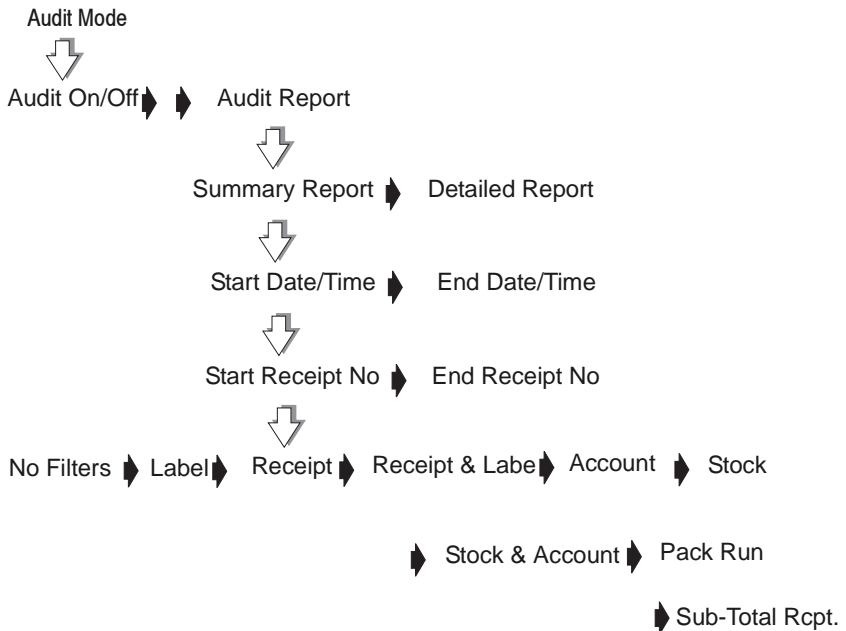 Audit Mode
Audit On/Off Audit Report
Summary Report Detailed Report
Start Date/Time End Date/Time
Start Receipt No End Receipt No
No Filters Label Receipt Receipt & Labe Account Stock
Stock & Account Pack Run
Sub-Total Rcpt.